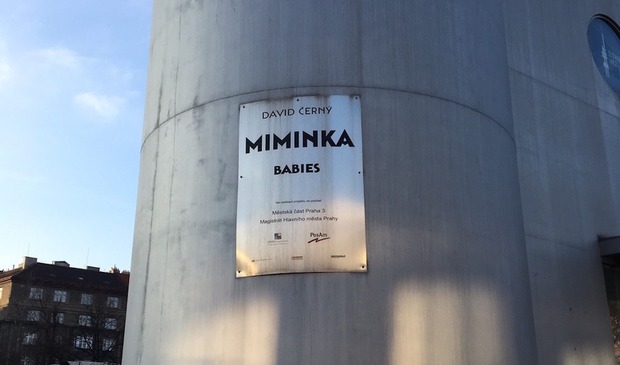 DAVID ČERNÝ
MIMINKA
BABIES
Městská část Praha 3
Magistrát Hlavního města Prahy